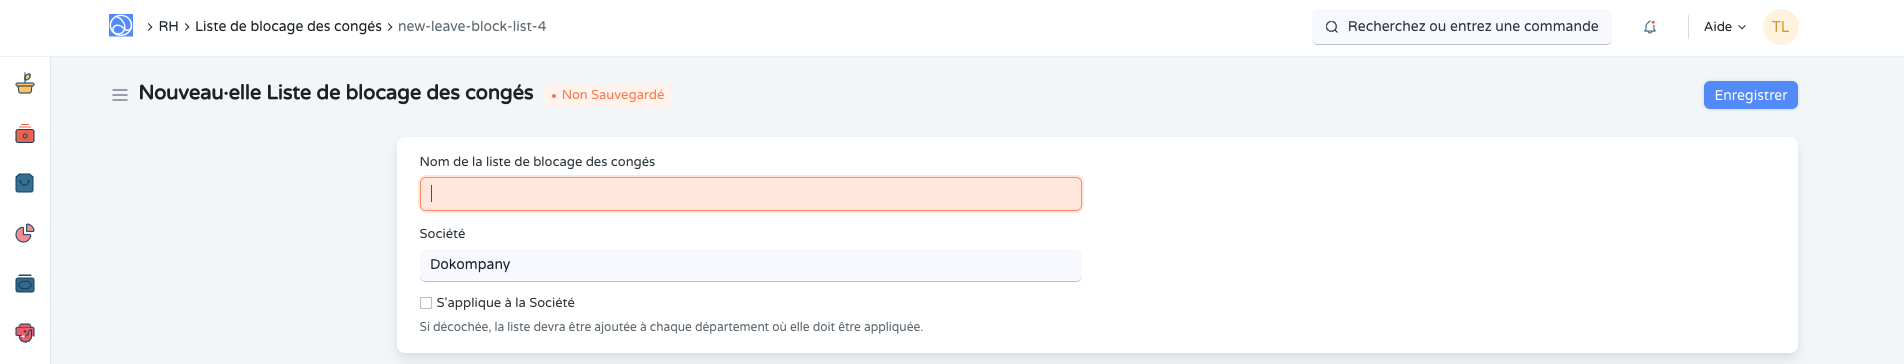 RH Liste de blocage des congés new-leave-block-list-4
Recherchez ou entrez une commande
Aide
TL
Nouveau·elle Liste de blocage des congés
Non Sauvegardé
Enregistrer
Nom de la liste de blocage des congés
Société
Dokompany
S'applique à la Société
Si décochée, la liste devra être ajoutée à chaque département où elle doit être appliquée.